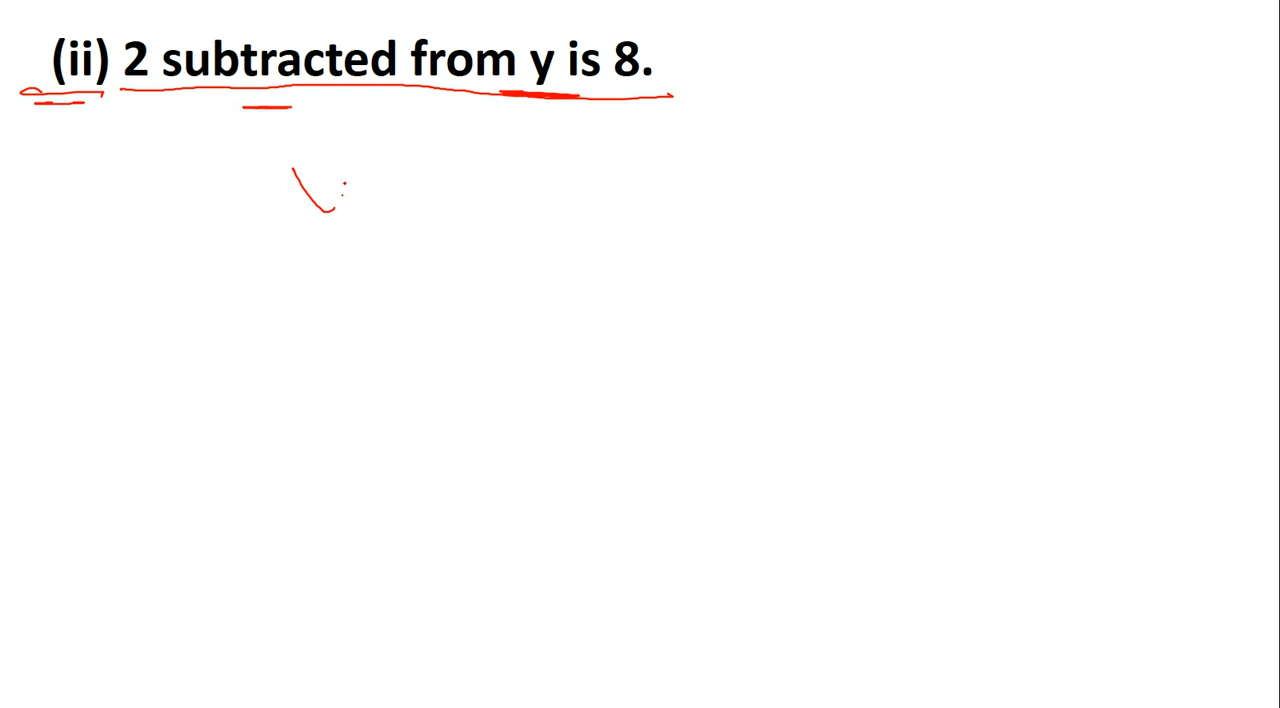 (ii) 2 subtracted from y is 8.